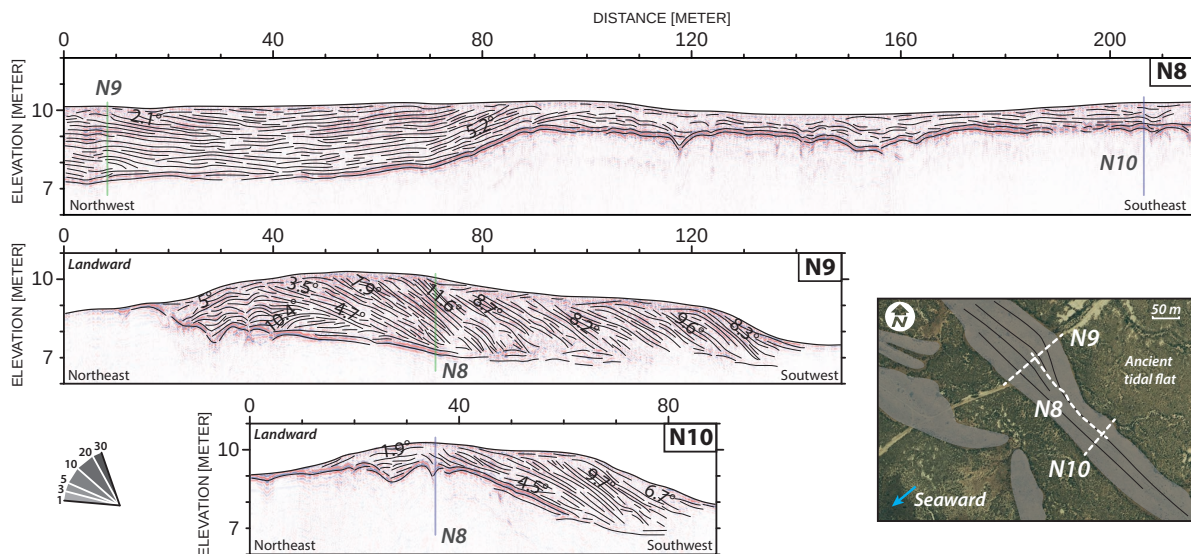 DISTANCE [METER]
0 40 80 120 160 200
ELEVATION [METER]
10
7
N9
2.1°
5.2°
N8
N10
Northwest
Southeast
0 40 80 120
ELEVATION [METER]
10
7
Landward
N9
5°
3.5°
7.9°
10.4°
4.7°
11.6°
8.7°
8.2°
9.6°
8.3°
N8
Northeast
Soutwest
0 40 80
ELEVATION [METER]
10
7
Landward
N10
1.9°
4.5°
9.7°
6.7°
N8
Northeast
Southwest
30
20
10
5
3
1
N
50 m
N9
Ancient
tidal flat
N8
N10
Seaward